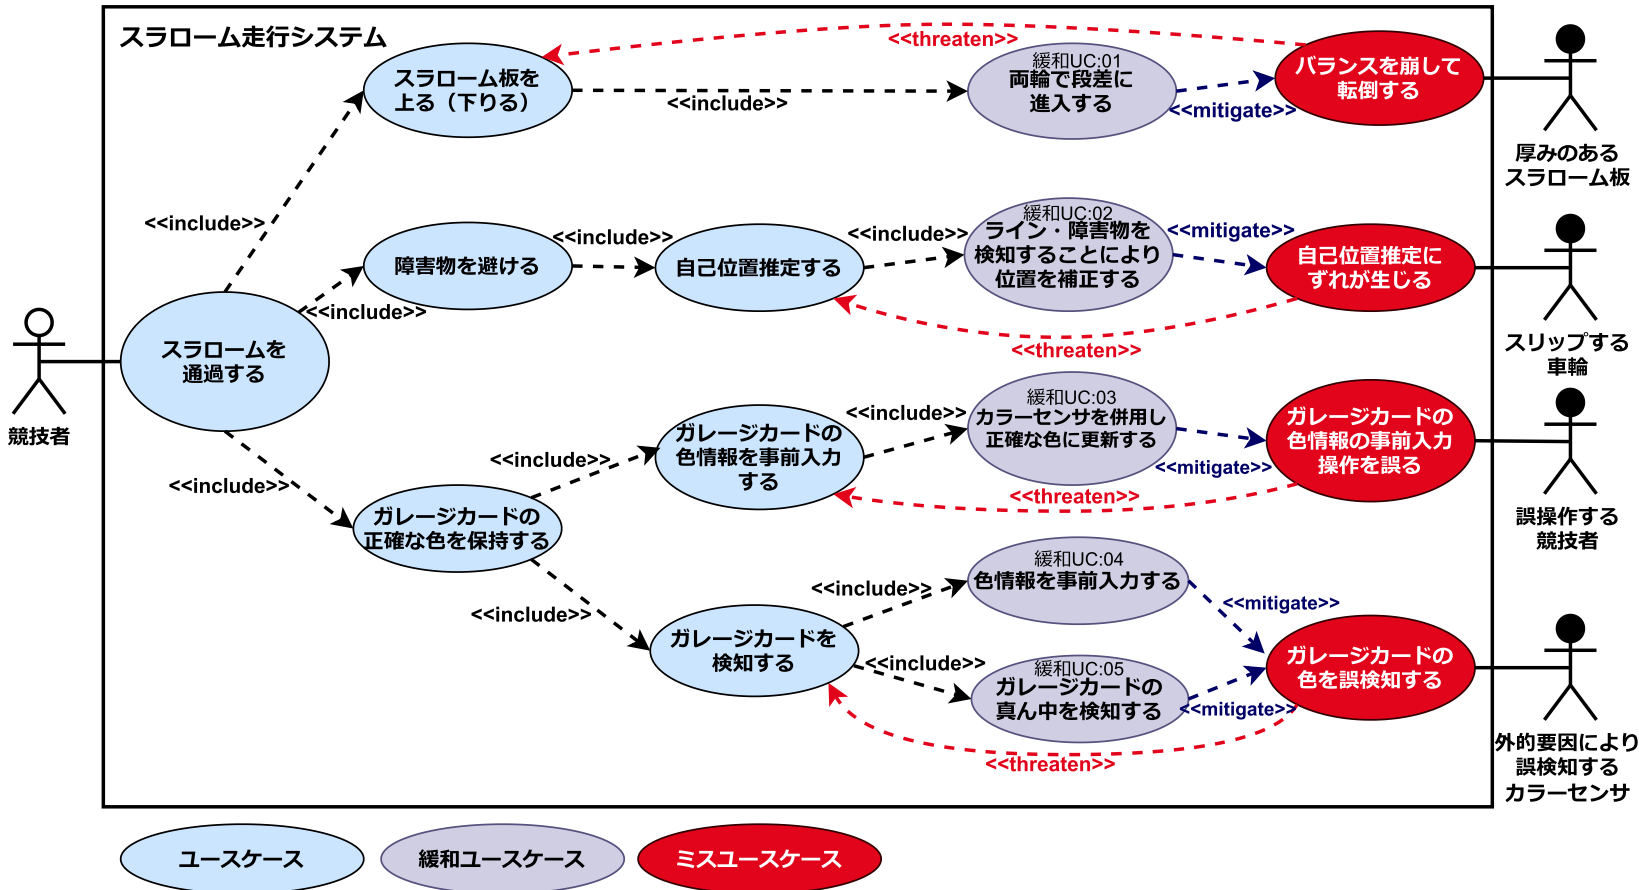 スラローム走行システム
<<threaten>>
スラローム板を
上る（下りる）
<<include>>
緩和UC:01
両輪で段差に
進入する
<<mitigate>>
バランスを崩して
転倒する
厚みのある
スラローム板
<<include>>
障害物を避ける
<<include>>
自己位置推定する
<<include>>
緩和UC:02
ライン・障害物を
検知することにより
位置を補正する
<<mitigate>>
自己位置推定に
ずれが生じる
スリップする
車輪
<<include>>
<<threaten>>
スラロームを
通過する
競技者
<<include>>
ガレージカードの
正確な色を保持する
<<include>>
ガレージカードの
色情報を事前入力
する
<<include>>
緩和UC:03
カラーセンサを併用し
正確な色に更新する
<<mitigate>>
ガレージカードの
色情報の事前入力
操作を誤る
<<threaten>>
誤操作する
競技者
<<include>>
ガレージカードを
検知する
<<include>>
緩和UC:04
色情報を事前入力する
<<mitigate>>
<<include>>
緩和UC:05
ガレージカードの
真ん中を検知する
<<mitigate>>
ガレージカードの
色を誤検知する
<<threaten>>
外的要因により
誤検知する
カラーセンサ
ユースケース
緩和ユースケース
ミスユースケース